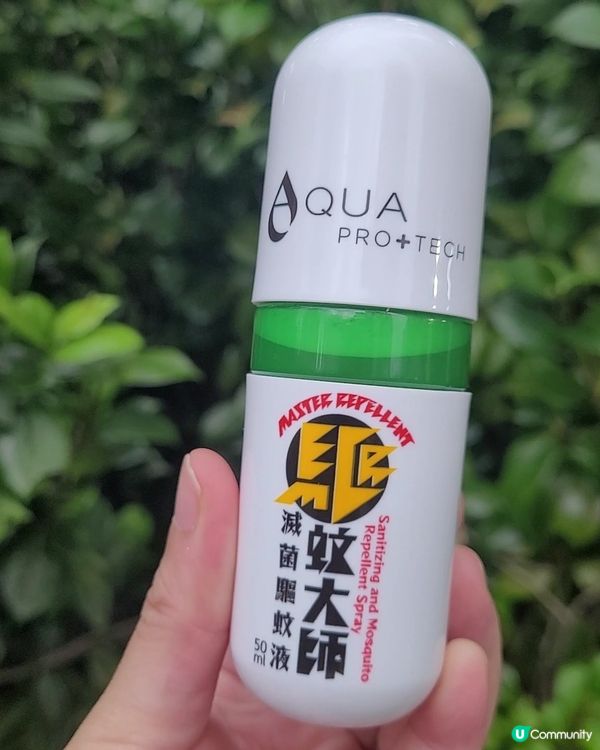 AQUA
PRO+TECH
MASTER REPELLENT
驅
蚊大師
滅菌驅蚊液
50
ml
Sanitizing and Mosquito
Repellent Spray
U Community